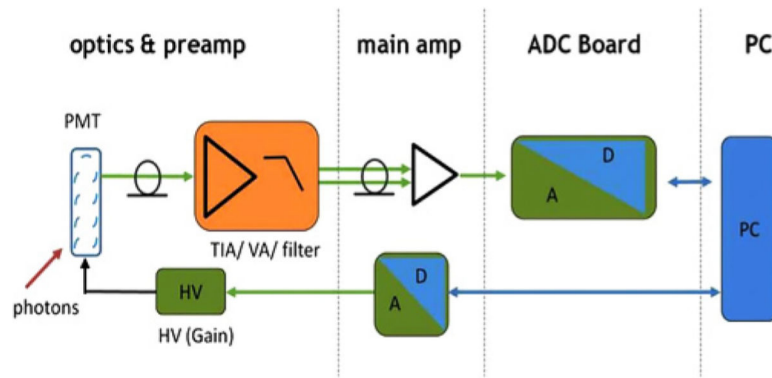 optics & preamp
main amp
ADC Board
PC
PMT
D
A
PC
TIA/ VA/ filter
photons
HV
HV (Gain)
D
A